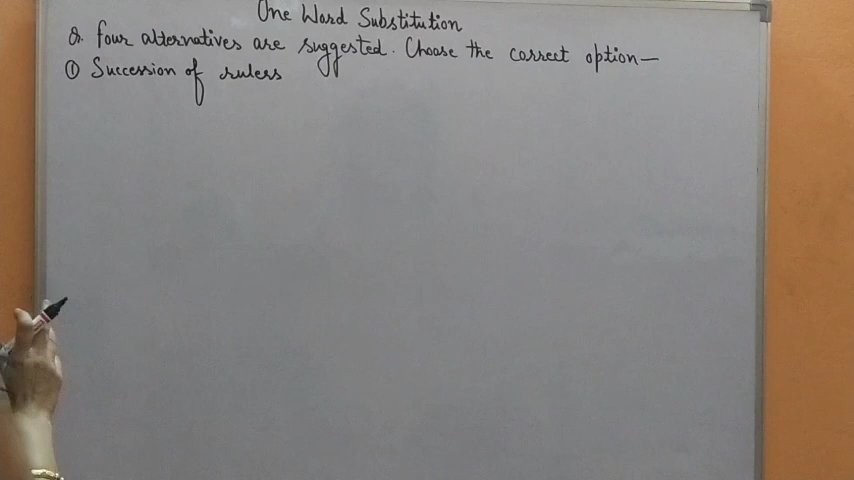 One Word Substitution
Q. Four alternatives are suggested. Choose the correct option—
① Succession of rulers